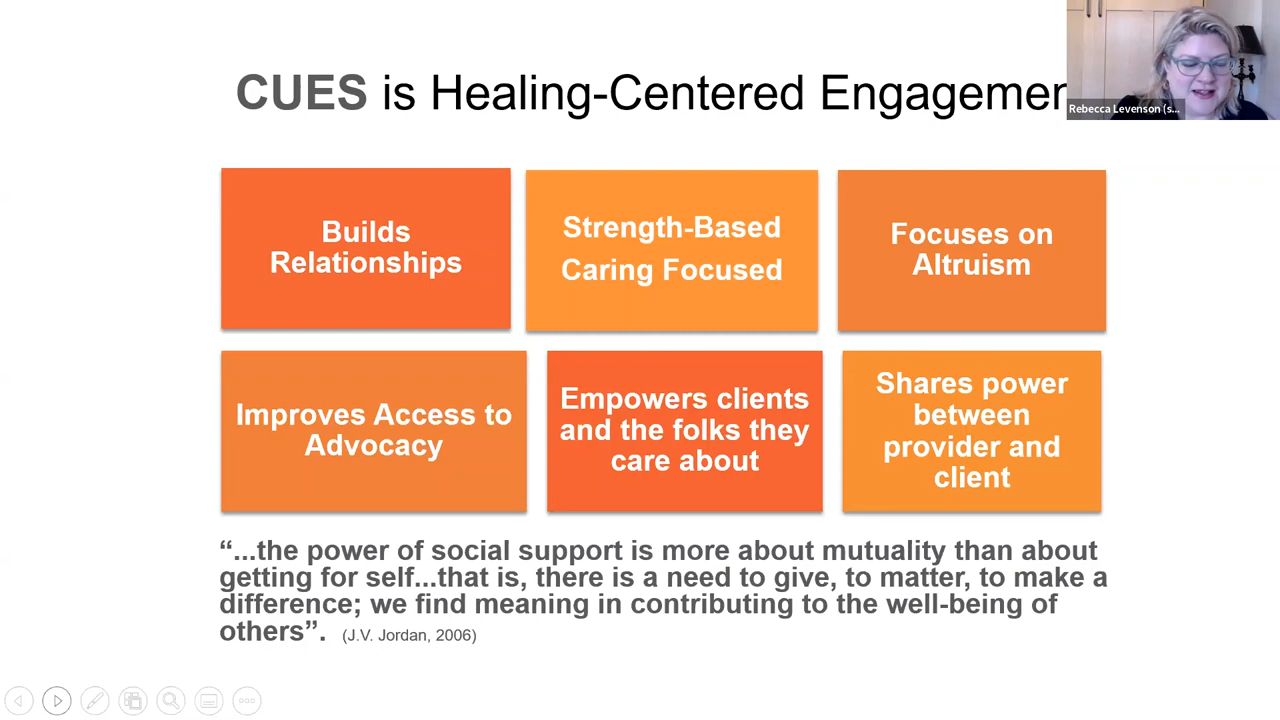 CUES is Healing-Centered Engagemen
Rebecca Levenson (s...
Builds
Relationships
Strength-Based
Caring Focused
Focuses on
Altruism
Improves Access to
Advocacy
Empowers clients
and the folks they
care about
Shares power
between
provider and
client
“...the power of social support is more about mutuality than about
getting for self...that is, there is a need to give, to matter, to make a
difference; we find meaning in contributing to the well-being of
others”. (J.V. Jordan, 2006)